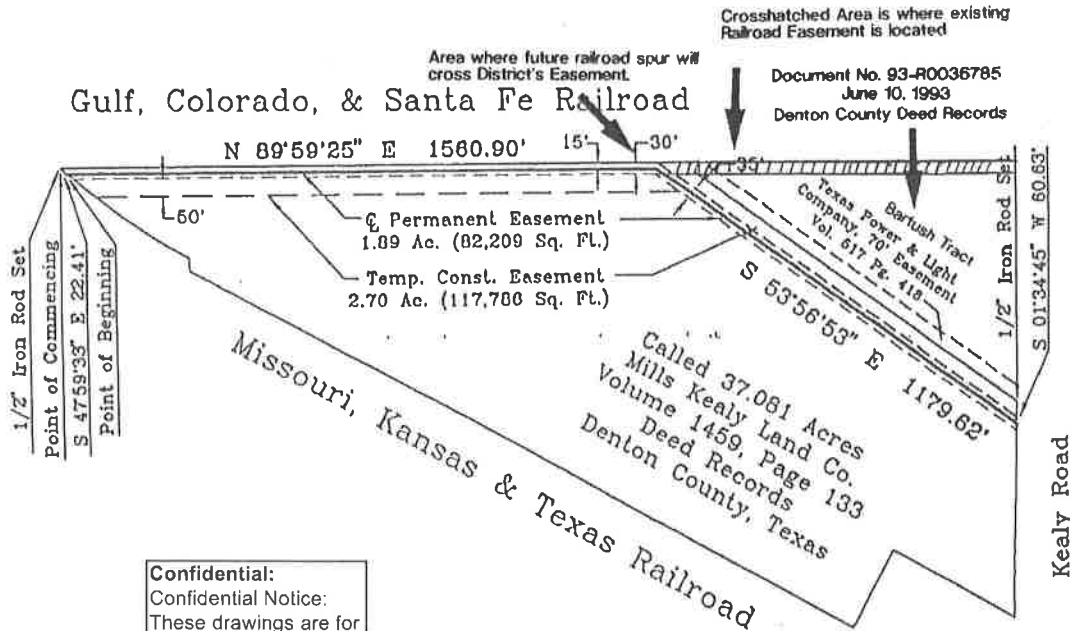 Crosshatched Area is where existing
Railroad Easement is located
Area where future railroad spur will
cross District's Easement.
Document No. 93-R0036785
June 10. 1993
Denton County Deed Records
Gulf, Colorado, & Santa Fe Railroad
N 89°59'25" E 1560.90'
15'
30'
35'
60'
℄ Permanent Easement
1.89 Ac. (82,209 Sq. Ft.)
Temp. Const. Easement
2.70 Ac. (117,786 Sq. Ft.)
Bartush Tract
Texas Power & Light
Company, 70' Easement
Vol. 517 Pg. 418
1/2" Iron Rod Set
S 01°34'45" W 60.63'
S 53°56'53" E 1179.62'
1/2" Iron Rod Set
Point of Commencing
S 47°59'33" E 22.41'
Point of Beginning
Called 37.081 Acres
Mills Kealy Land Co.
Volume 1459, Page 133
Deed Records
Denton County, Texas
Missouri, Kansas & Texas Railroad
Kealy Road
Confidential:
Confidential Notice:
These drawings are for